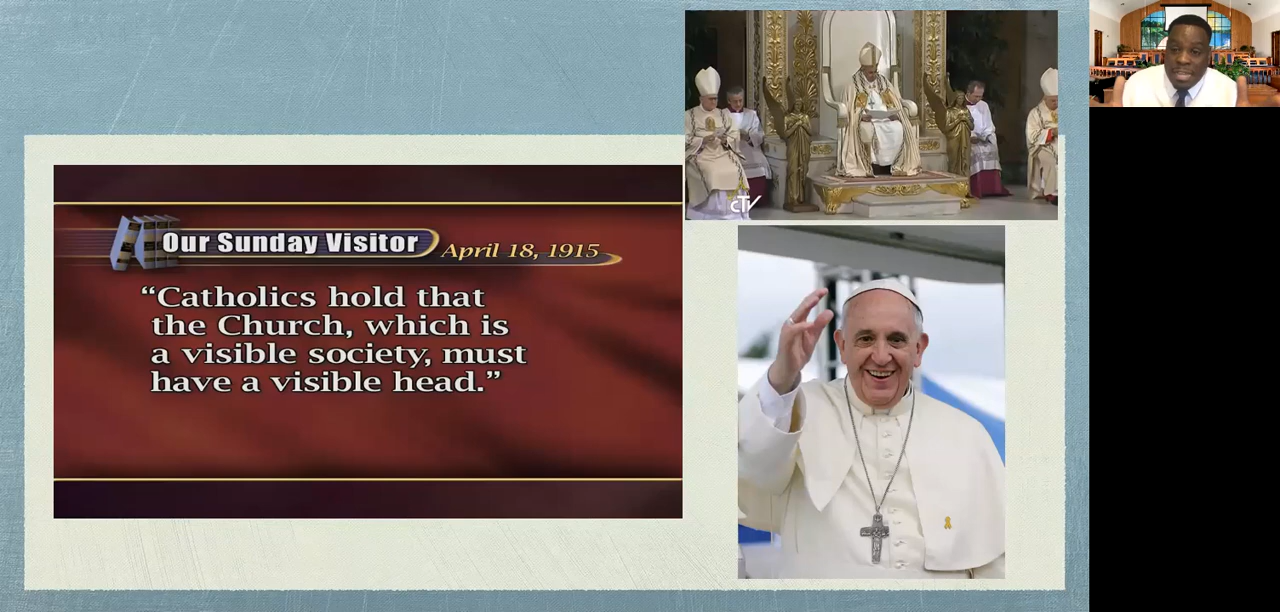 Our Sunday Visitor April 18, 1915
“Catholics hold that
the Church, which is
a visible society, must
have a visible head.”
cTV